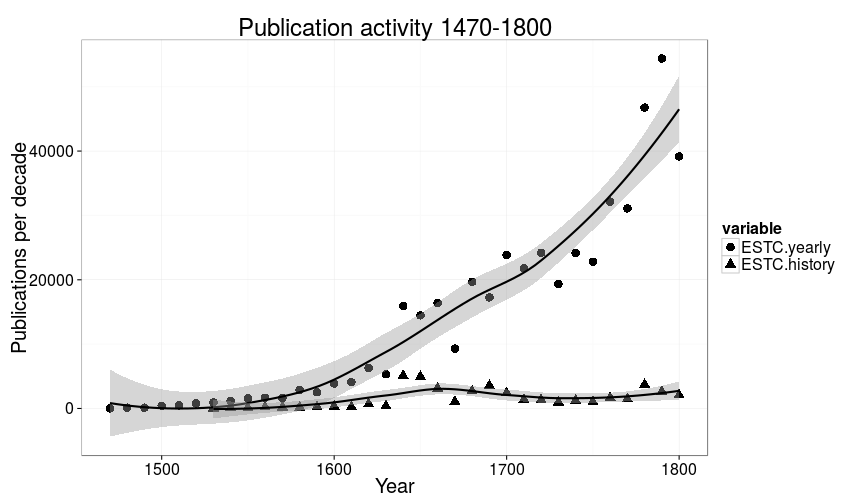 Publication activity 1470-1800
Publications per decade
40000
20000
0
1500
1600
1700
1800
Year
variable
ESTC.yearly
ESTC.history